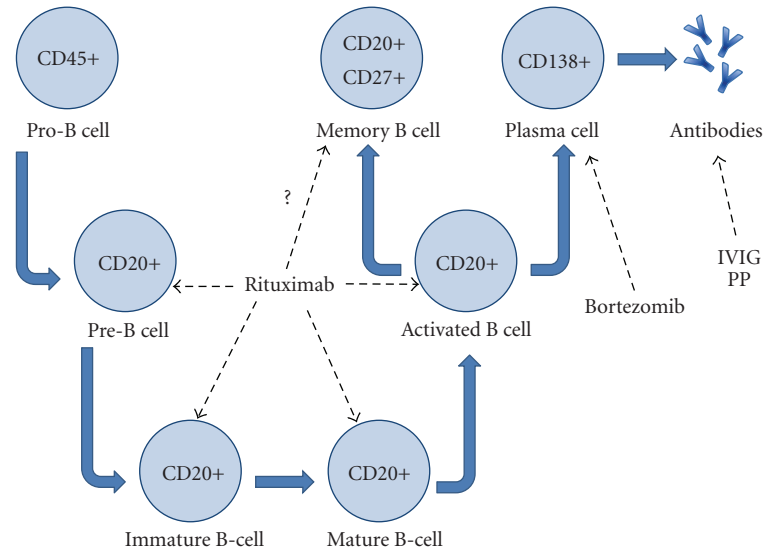 CD45+
Pro-B cell
CD20+
CD27+
Memory B cell
CD138+
Plasma cell
Antibodies
?
CD20+
Pre-B cell
Rituximab
CD20+
Activated B cell
Bortezomib
IVIG
PP
CD20+
Immature B-cell
CD20+
Mature B-cell